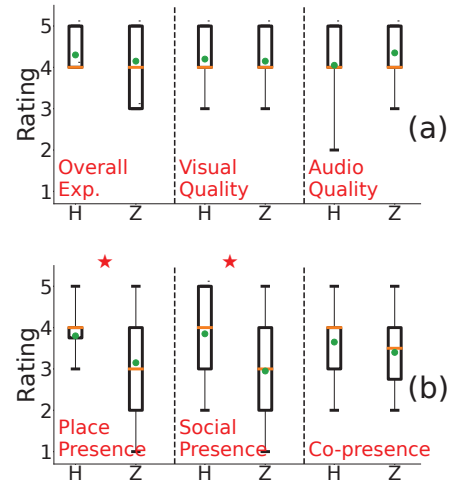 5
4
3
2
1
Rating
Overall
Exp.
Visual
Quality
Audio
Quality
(a)
H Z H Z H Z
5
4
3
2
1
Rating
Place
Presence
Social
Presence
Co-presence
(b)
H Z H Z H Z